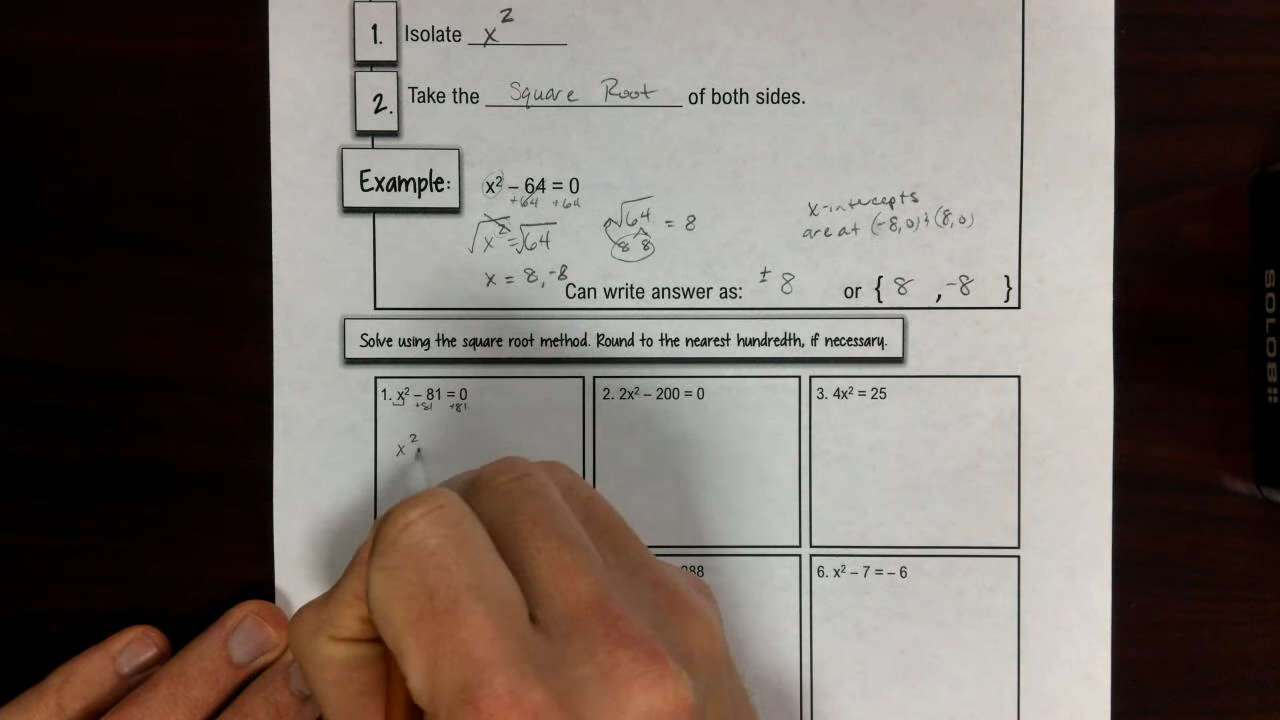 1. Isolate x²
2. Take the Square Root of both sides.
Example: x² – 64 = 0
+64 +64
√x² = √64
√64 = 8
8 8
x-intercepts
are at (-8,0) & (8,0)
x = 8, -8
Can write answer as: ± 8 or { 8 , -8 }
Solve using the square root method. Round to the nearest hundredth, if necessary.
1. x² – 81 = 0
+81 +81
x²
2. 2x² – 200 = 0
3. 4x² = 25
6. x² – 7 = – 6
SOLO